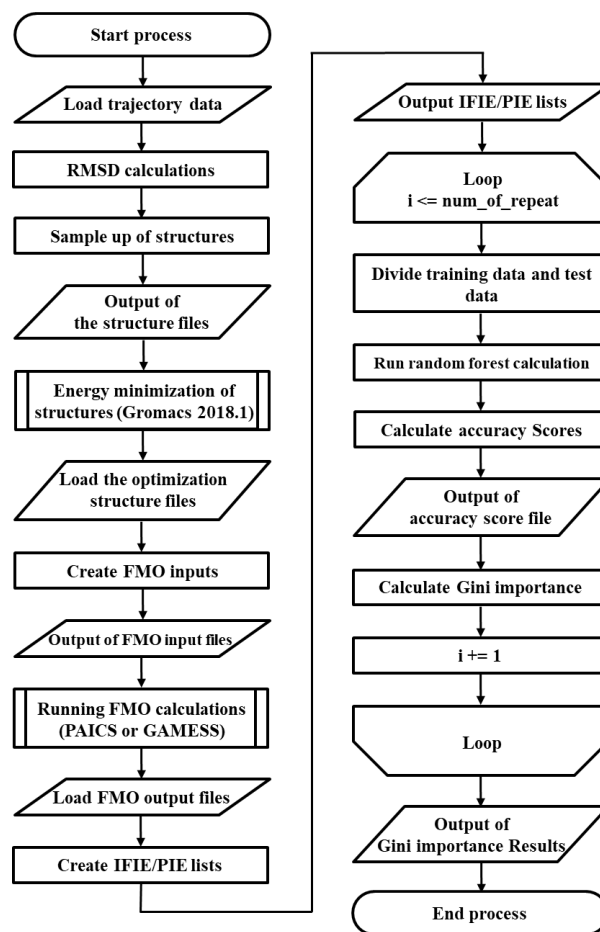 Start process
Load trajectory data
RMSD calculations
Sample up of structures
Output of
the structure files
Energy minimization of
structures (Gromacs 2018.1)
Load the optimization
structure files
Create FMO inputs
Output of FMO input files
Running FMO calculations
(PAICS or GAMESS)
Load FMO output files
Create IFIE/PIE lists
Output IFIE/PIE lists
Loop
i <= num_of_repeat
Divide training data and test
data
Run random forest calculation
Calculate accuracy Scores
Output of
accuracy score file
Calculate Gini importance
i += 1
Loop
Output of
Gini importance Results
End process